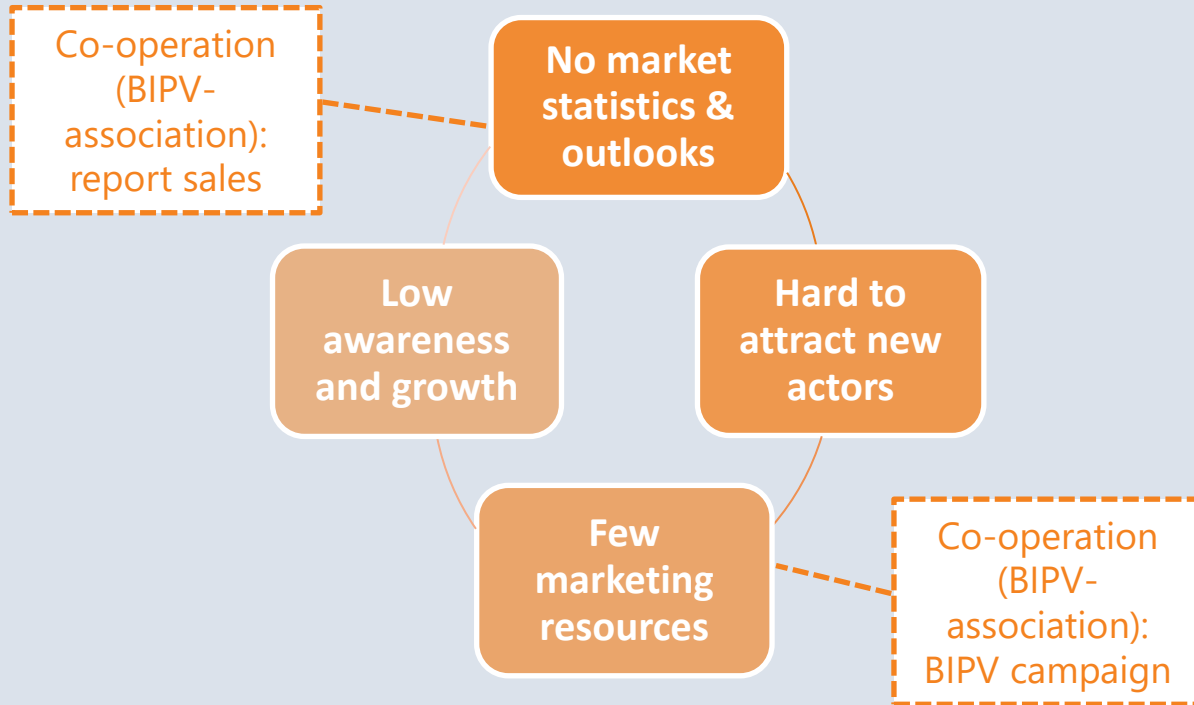 Co-operation
(BIPV-
association):
report sales
No market
statistics &
outlooks
Low
awareness
and growth
Hard to
attract new
actors
Few
marketing
resources
Co-operation
(BIPV-
association):
BIPV campaign